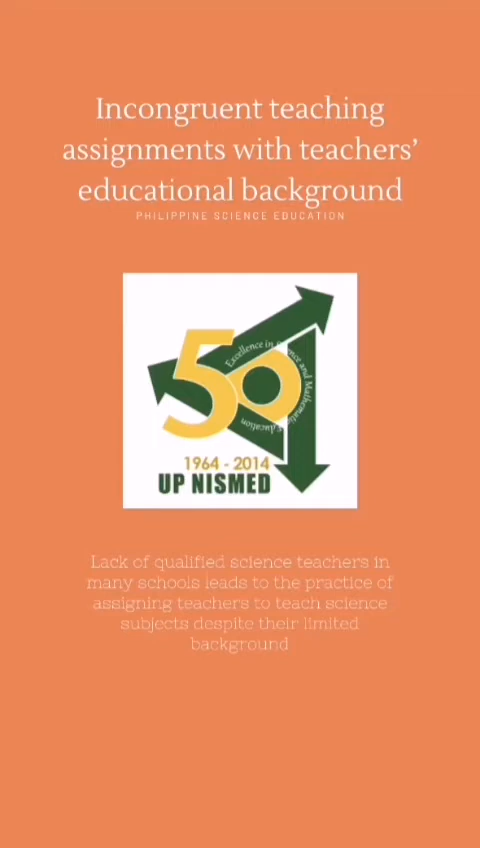 Incongruent teaching
assignments with teachers'
educational background
PHILIPPINE SCIENCE EDUCATION
50
Excellence in Science and Mathematics Education
1964 - 2014
UP NISMED
Lack of qualified science teachers in
many schools leads to the practice of
assigning teachers to teach science
subjects despite their limited
background